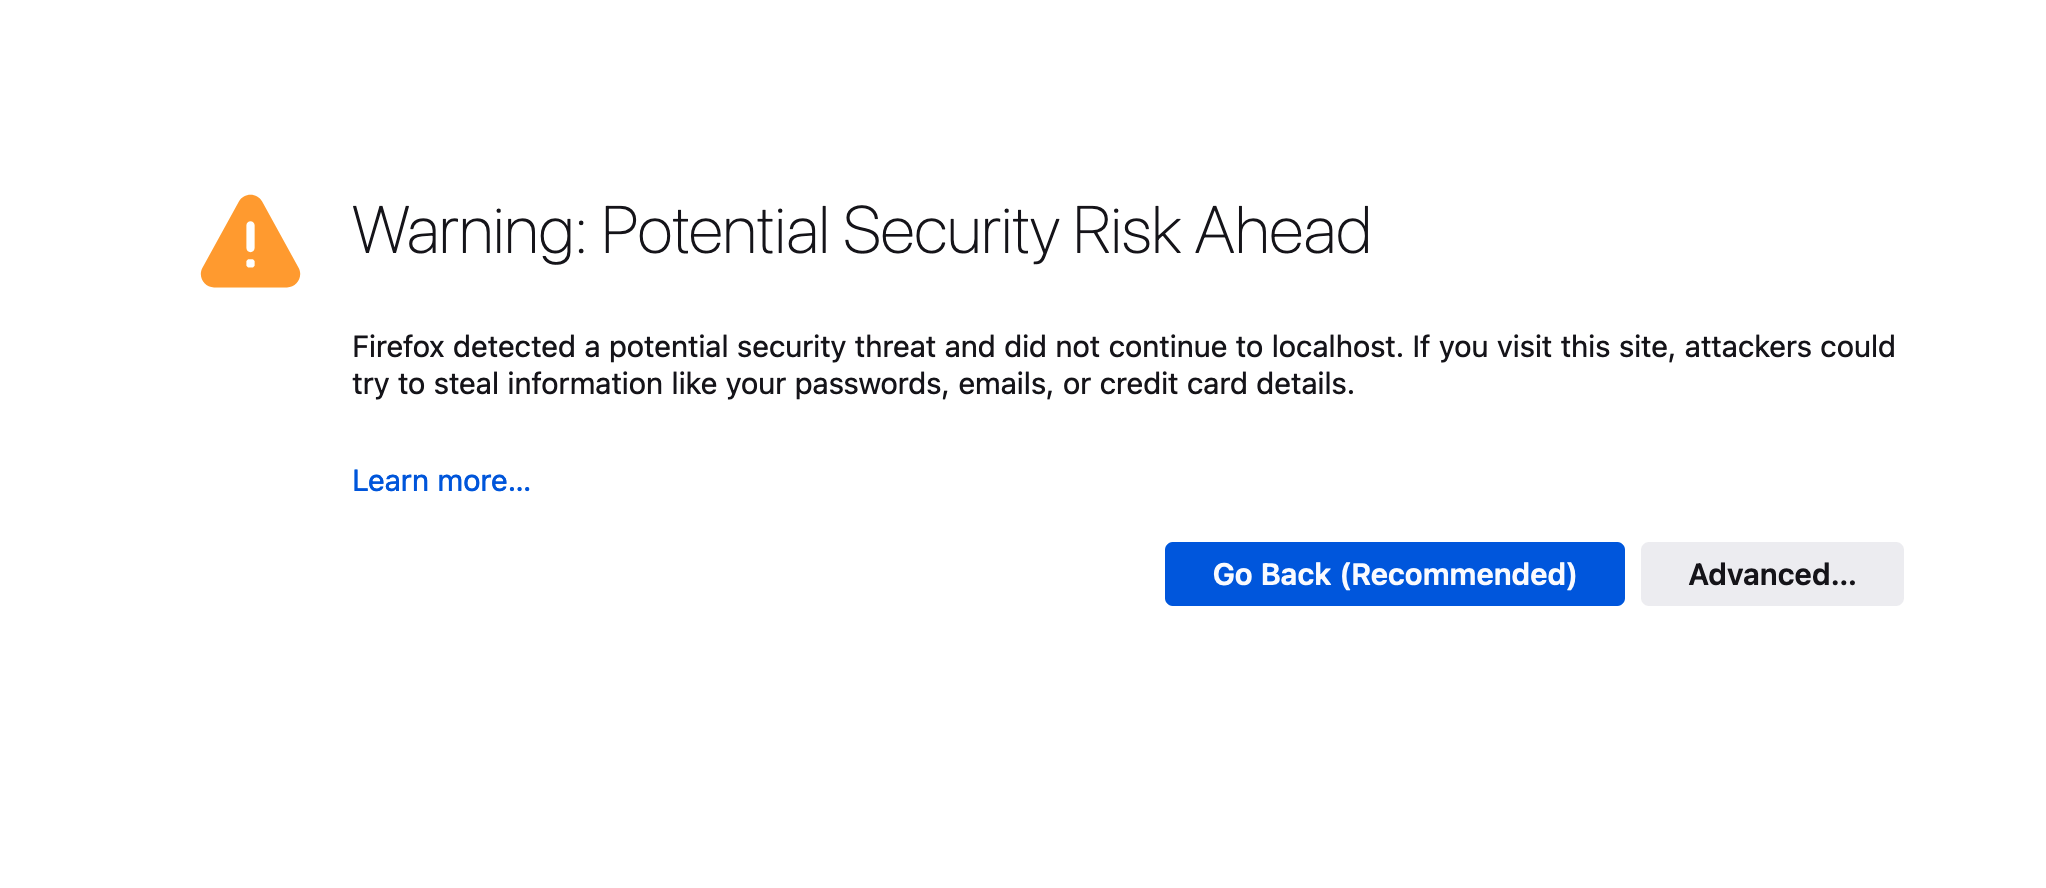 Warning: Potential Security Risk Ahead
Firefox detected a potential security threat and did not continue to localhost. If you visit this site, attackers could
try to steal information like your passwords, emails, or credit card details.
Learn more…
Go Back (Recommended)
Advanced…